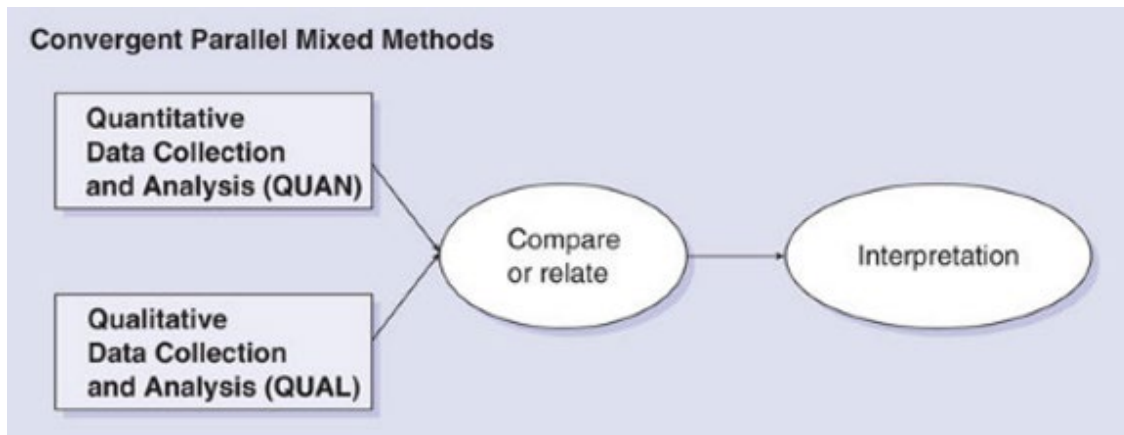 Convergent Parallel Mixed Methods
Quantitative
Data Collection
and Analysis (QUAN)
Compare
or relate
Interpretation
Qualitative
Data Collection
and Analysis (QUAL)